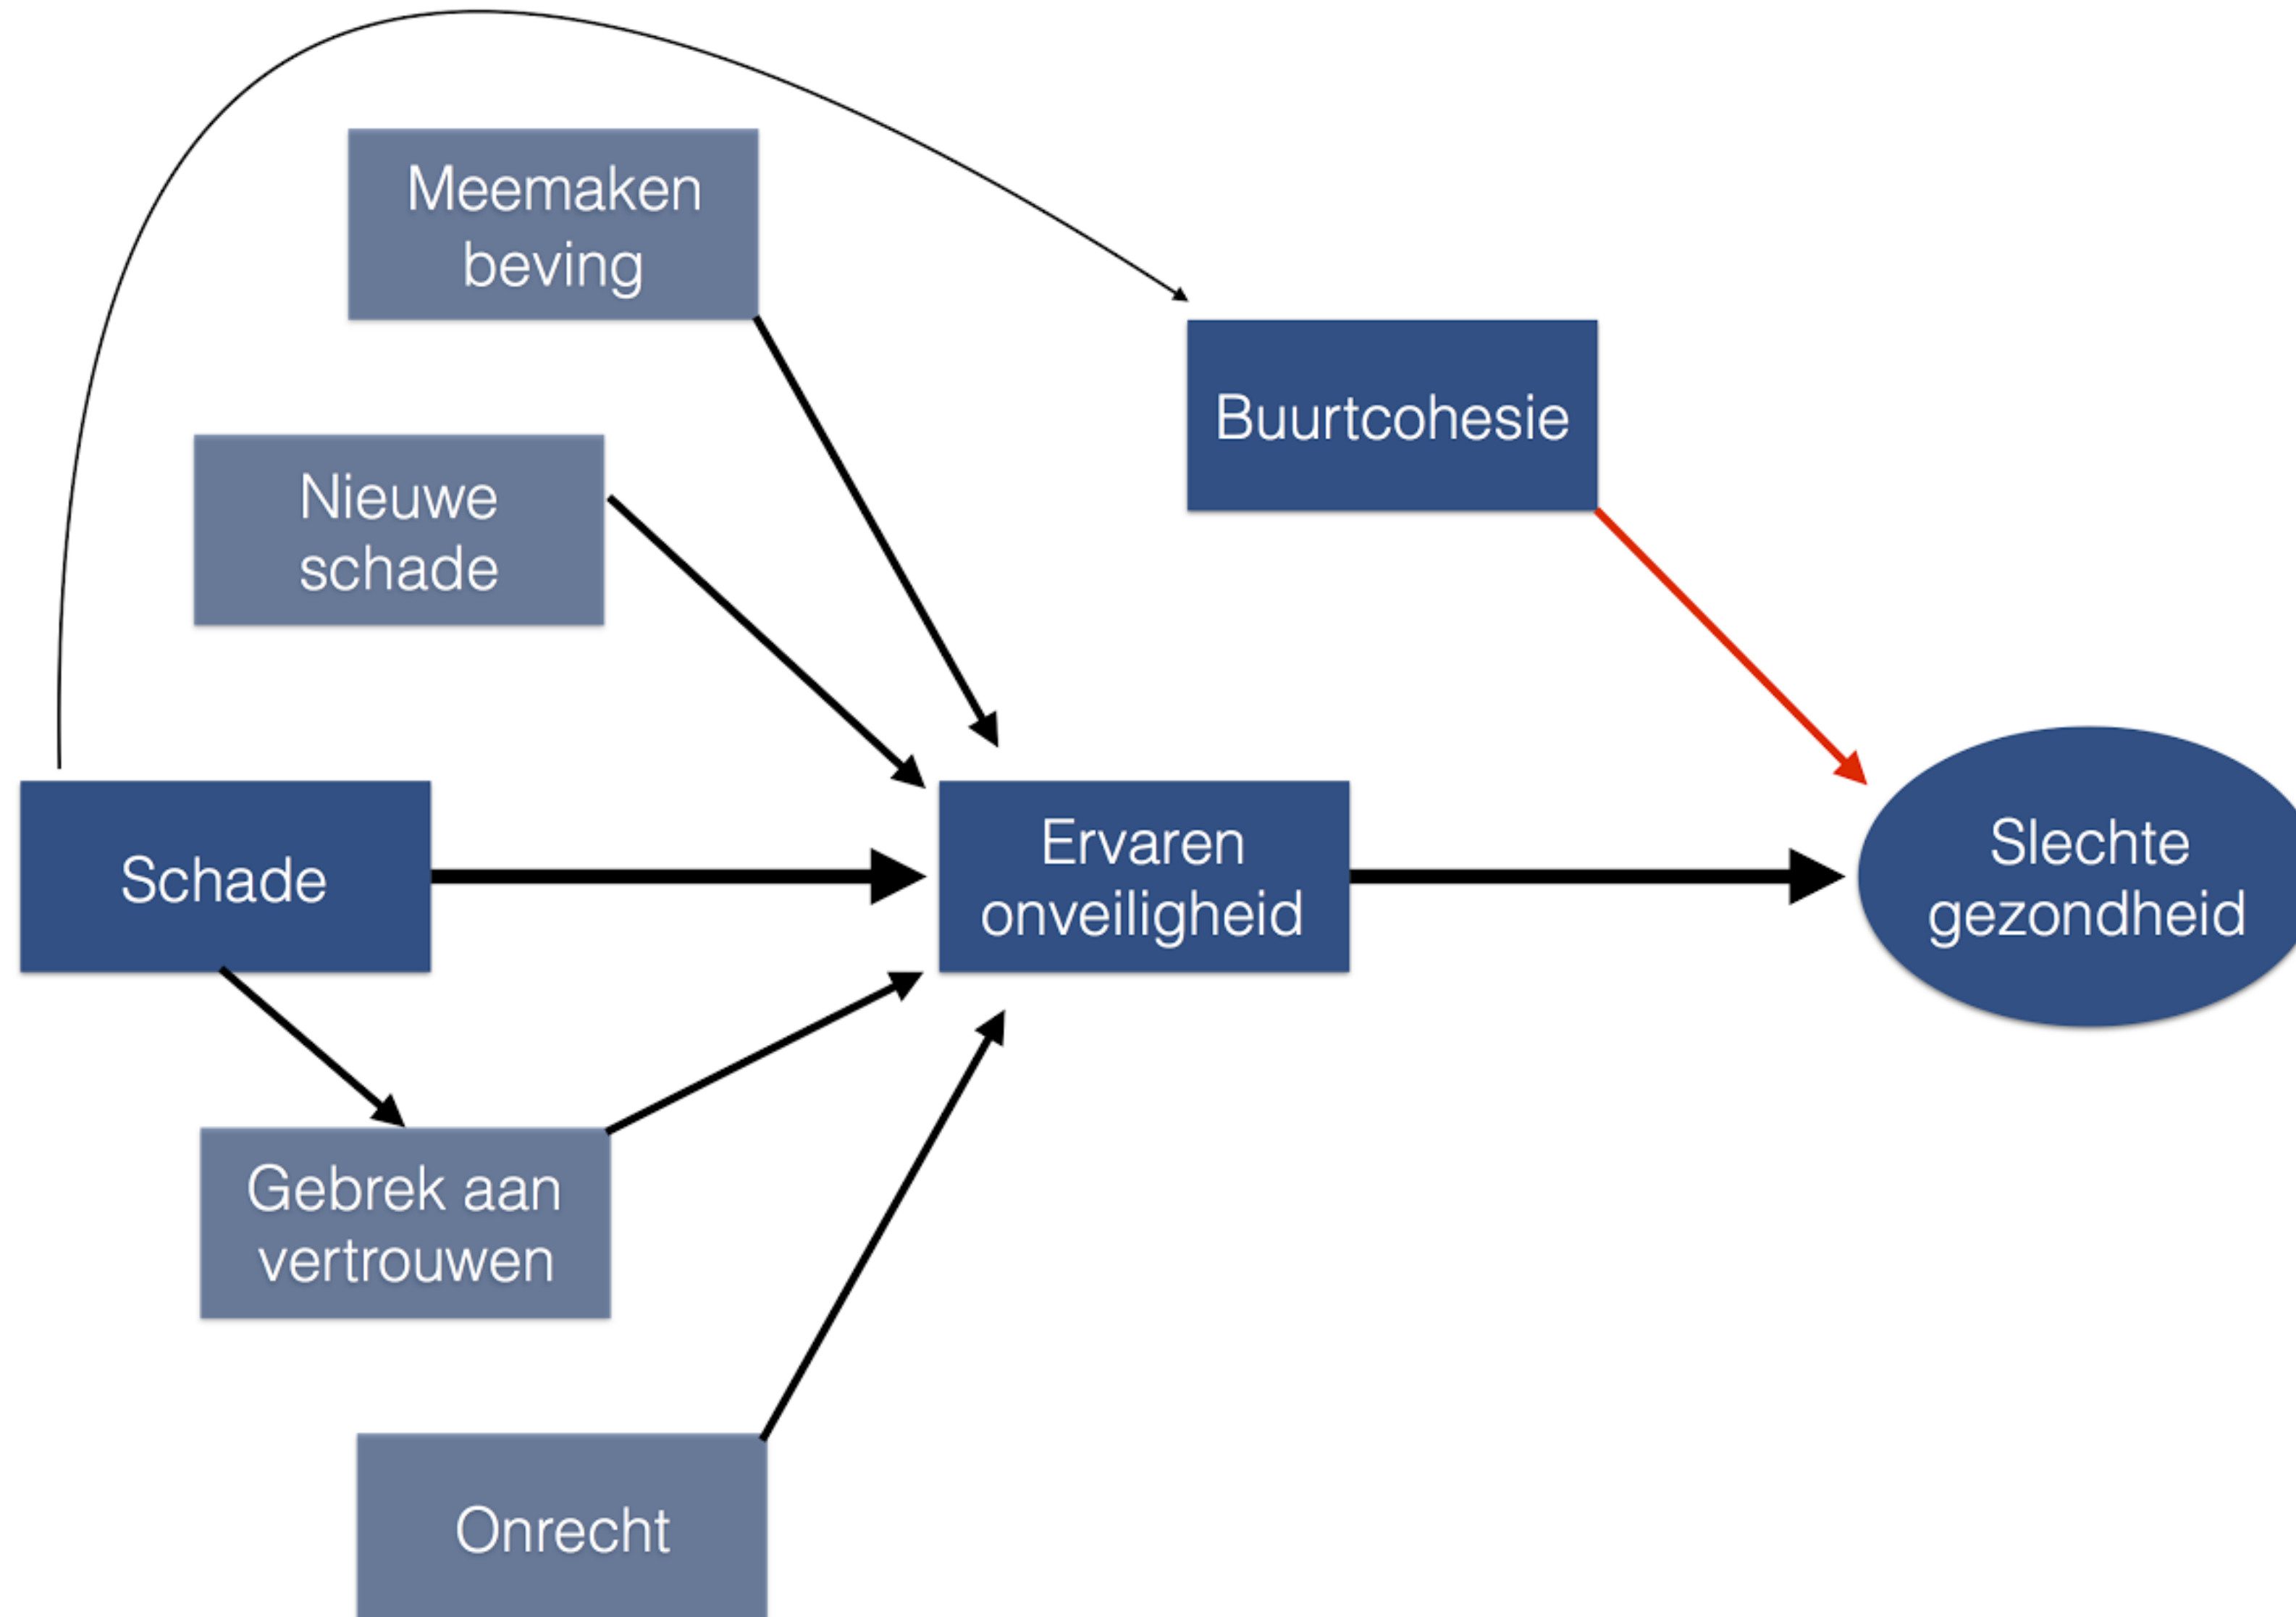 Meemaken
beving
Buurtcohesie
Nieuwe
schade
Schade
Ervaren
onveiligheid
Slechte
gezondheid
Gebrek aan
vertrouwen
Onrecht